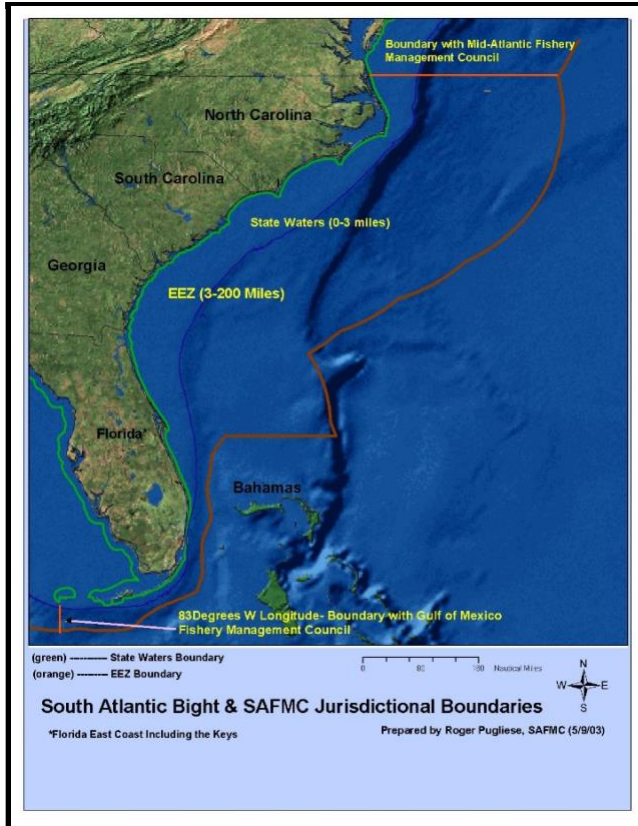 Boundary with Mid-Atlantic Fishery
Management Council
North Carolina
South Carolina
State Waters (0-3 miles)
Georgia
EEZ (3-200 Miles)
Florida*
Bahamas
83Degrees W Longitude- Boundary with Gulf of Mexico
Fishery Management Council
(green) ---------- State Waters Boundary
(orange) --------- EEZ Boundary
0 80 160 Nautical Miles
N
W E
S
South Atlantic Bight & SAFMC Jurisdictional Boundaries
*Florida East Coast Including the Keys
Prepared by Roger Pugliese, SAFMC (5/9/03)